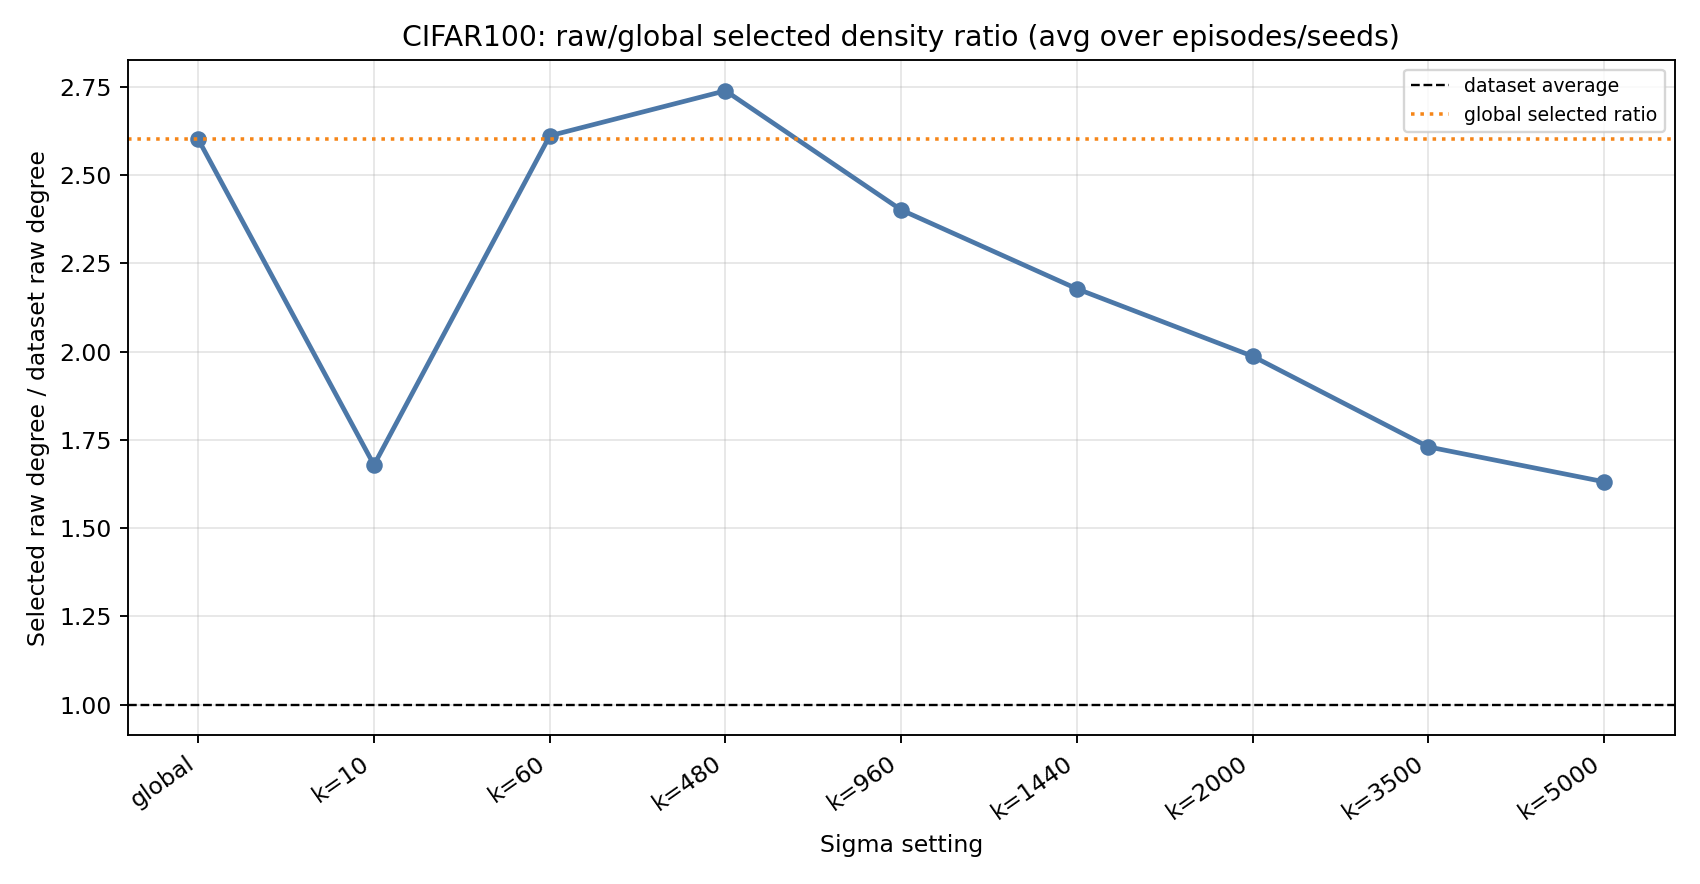 CIFAR100: raw/global selected density ratio (avg over episodes/seeds)
dataset average
global selected ratio
Selected raw degree / dataset raw degree
2.75
2.50
2.25
2.00
1.75
1.50
1.25
1.00
global
k=10
k=60
k=480
k=960
k=1440
k=2000
k=3500
k=5000
Sigma setting